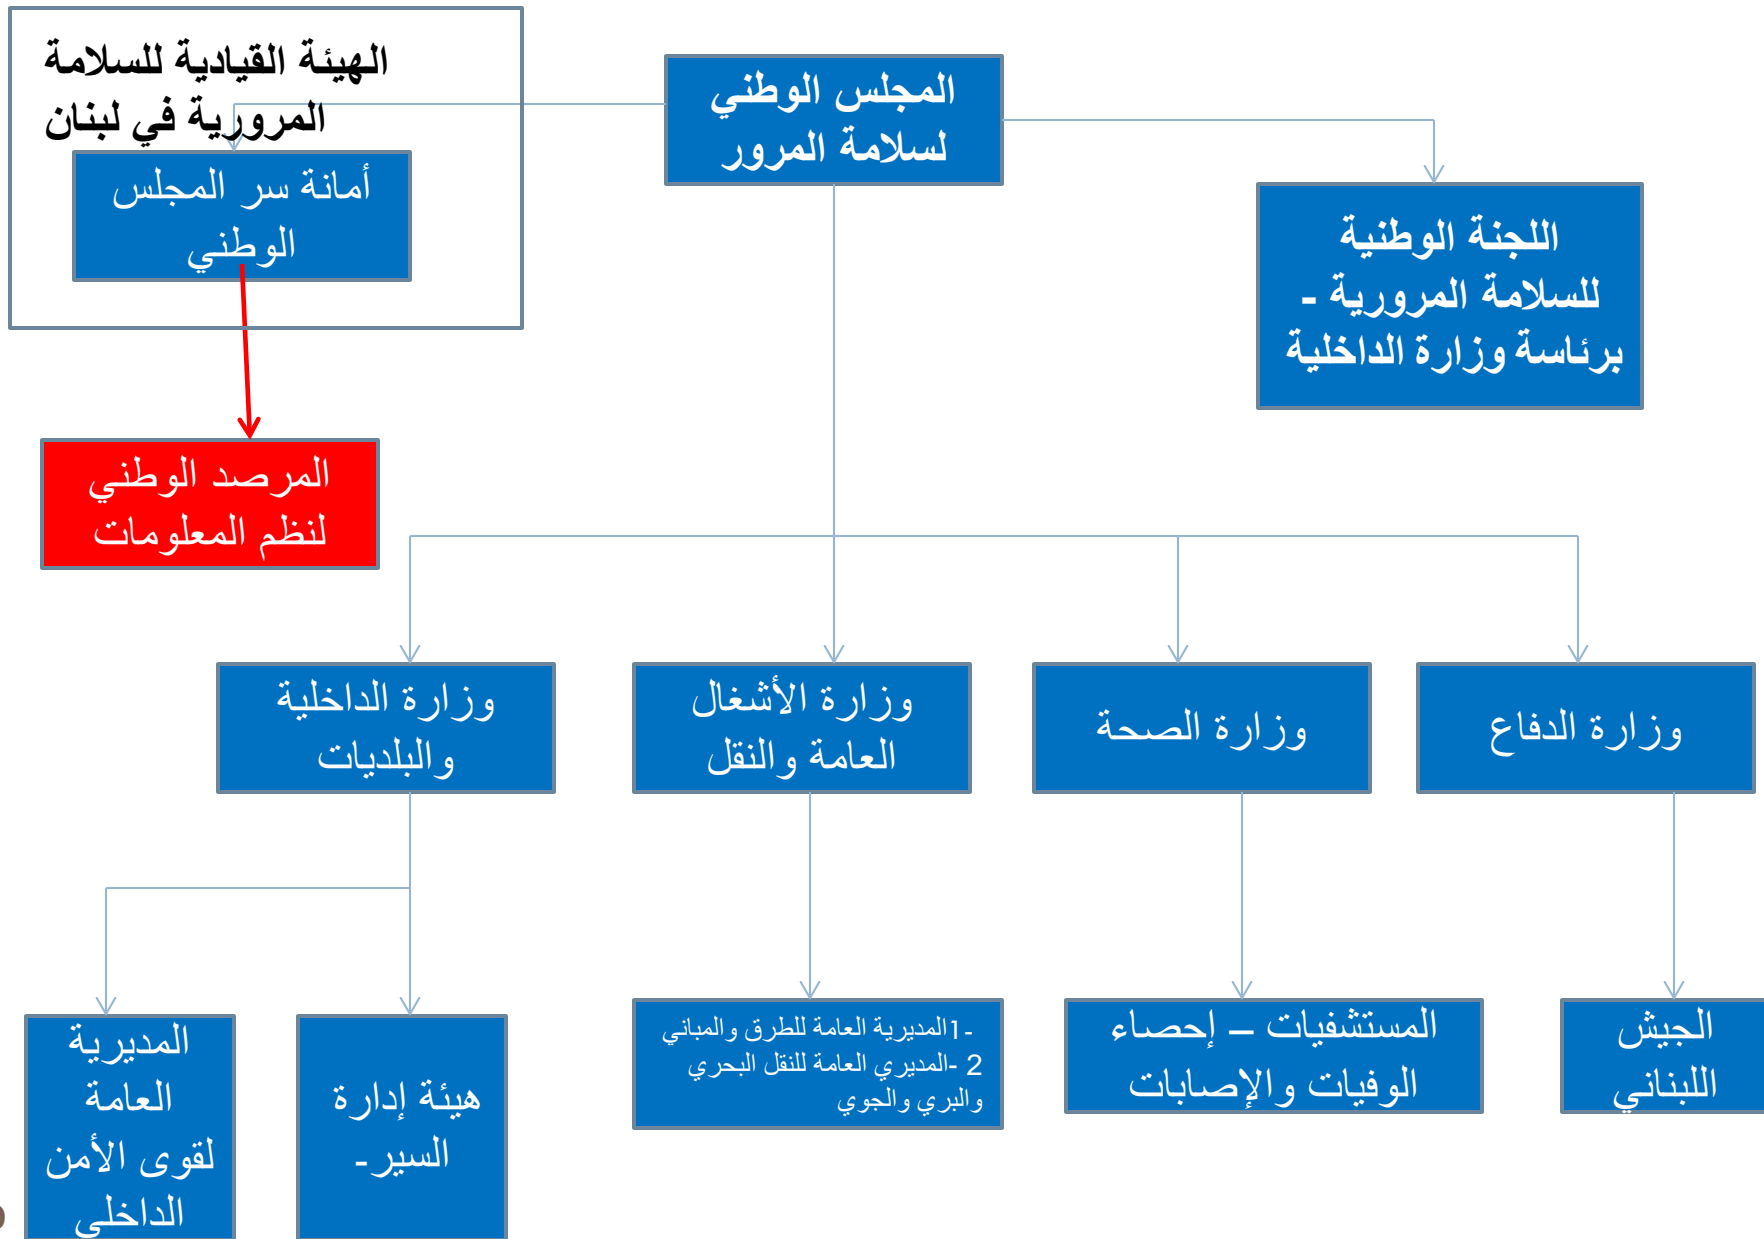 الهيئة القيادية للسلامة
المرورية في لبنان
المجلس الوطني
لسلامة المرور
أمانة سر المجلس
الوطني
اللجنة الوطنية
للسلامة المرورية -
برئاسة وزارة الداخلية
المرصد الوطني
لنظم المعلومات
وزارة الداخلية
والبلديات
وزارة الأشغال
العامة والنقل
وزارة الصحة
وزارة الدفاع
المديرية
العامة
لقوى الأمن
الداخلي
هيئة إدارة
السير-
1-المديرية العامة للطرق والمباني
2 -المديري العامة للنقل البحري
والبري والجوي
المستشفيات – إحصاء
الوفيات والإصابات
الجيش
اللبناني